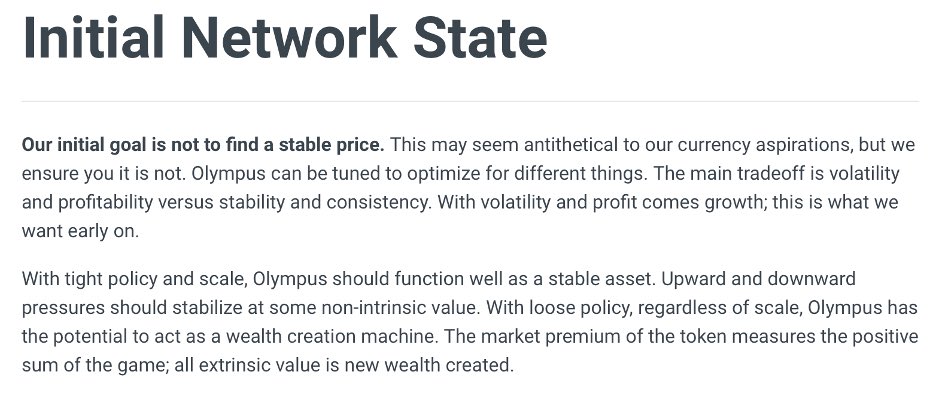 Initial Network State
Our initial goal is not to find a stable price. This may seem antithetical to our currency aspirations, but we
ensure you it is not. Olympus can be tuned to optimize for different things. The main tradeoff is volatility
and profitability versus stability and consistency. With volatility and profit comes growth; this is what we
want early on.
With tight policy and scale, Olympus should function well as a stable asset. Upward and downward
pressures should stabilize at some non-intrinsic value. With loose policy, regardless of scale, Olympus has
the potential to act as a wealth creation machine. The market premium of the token measures the positive
sum of the game; all extrinsic value is new wealth created.